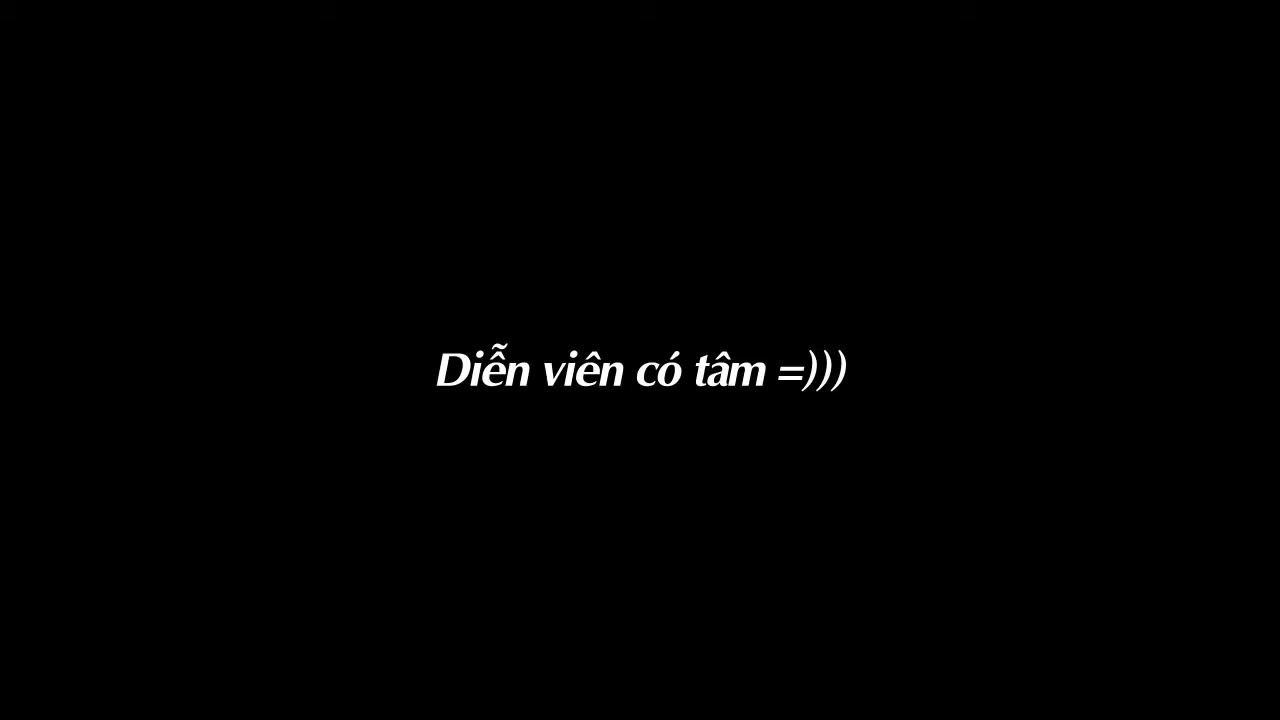 Diễn viên có tâm =)))